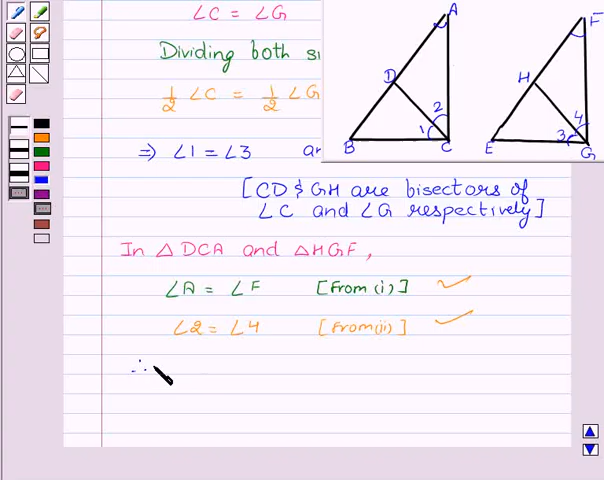 ∠C = ∠G
Dividing both
½ ∠C = ½ ∠G
⇒ ∠1 = ∠3
[CD & GH are bisectors of
∠C and ∠G respectively]
In △DCA and △HGF,
∠A = ∠F [From (i)] ✓
∠2 = ∠4 [From (ii)] ✓
∴
A
D
2
1
B
C
F
H
4
3
E
G